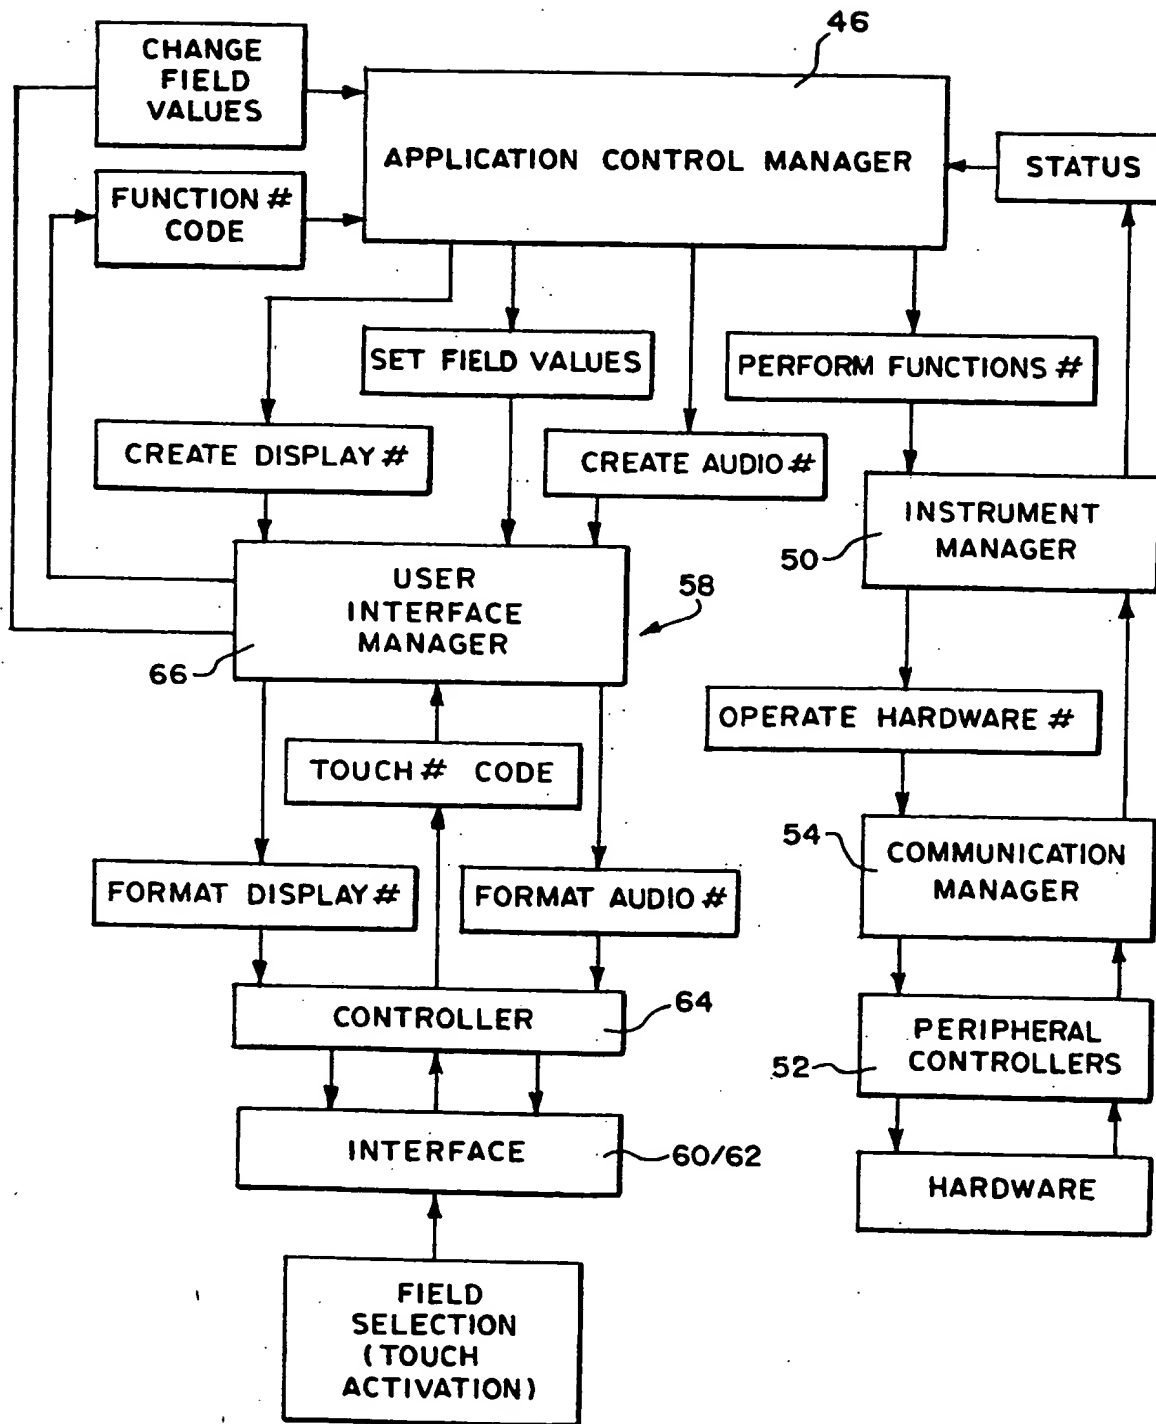 46
CHANGE
FIELD
VALUES
APPLICATION CONTROL MANAGER
STATUS
FUNCTION #
CODE
SET FIELD VALUES
PERFORM FUNCTIONS #
CREATE DISPLAY #
CREATE AUDIO #
INSTRUMENT
MANAGER
50
USER
INTERFACE
MANAGER
58
66
OPERATE HARDWARE #
TOUCH # CODE
54
COMMUNICATION
MANAGER
FORMAT DISPLAY #
FORMAT AUDIO #
CONTROLLER
64
PERIPHERAL
CONTROLLERS
52
INTERFACE
60/62
HARDWARE
FIELD
SELECTION
(TOUCH
ACTIVATION)